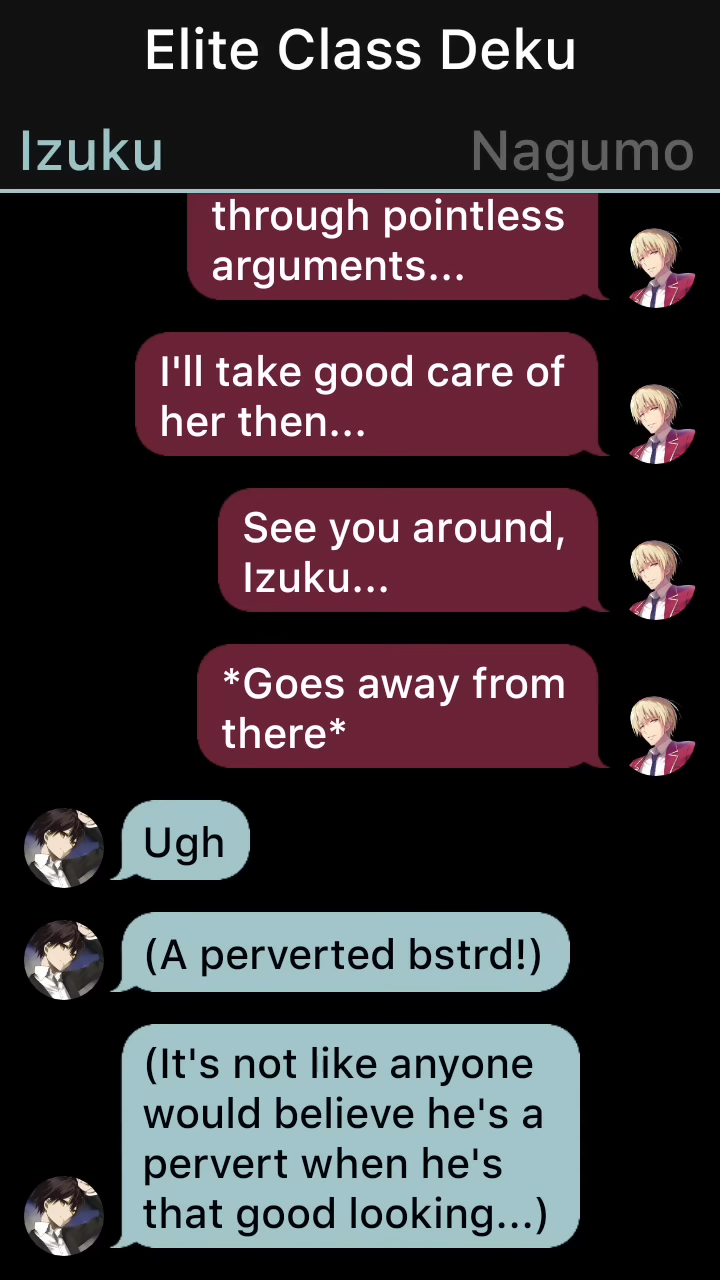 Elite Class Deku
Izuku
Nagumo
through pointless
arguments...
I'll take good care of
her then...
See you around,
Izuku...
*Goes away from
there*
Ugh
(A perverted bstrd!)
(It's not like anyone
would believe he's a
pervert when he's
that good looking...)